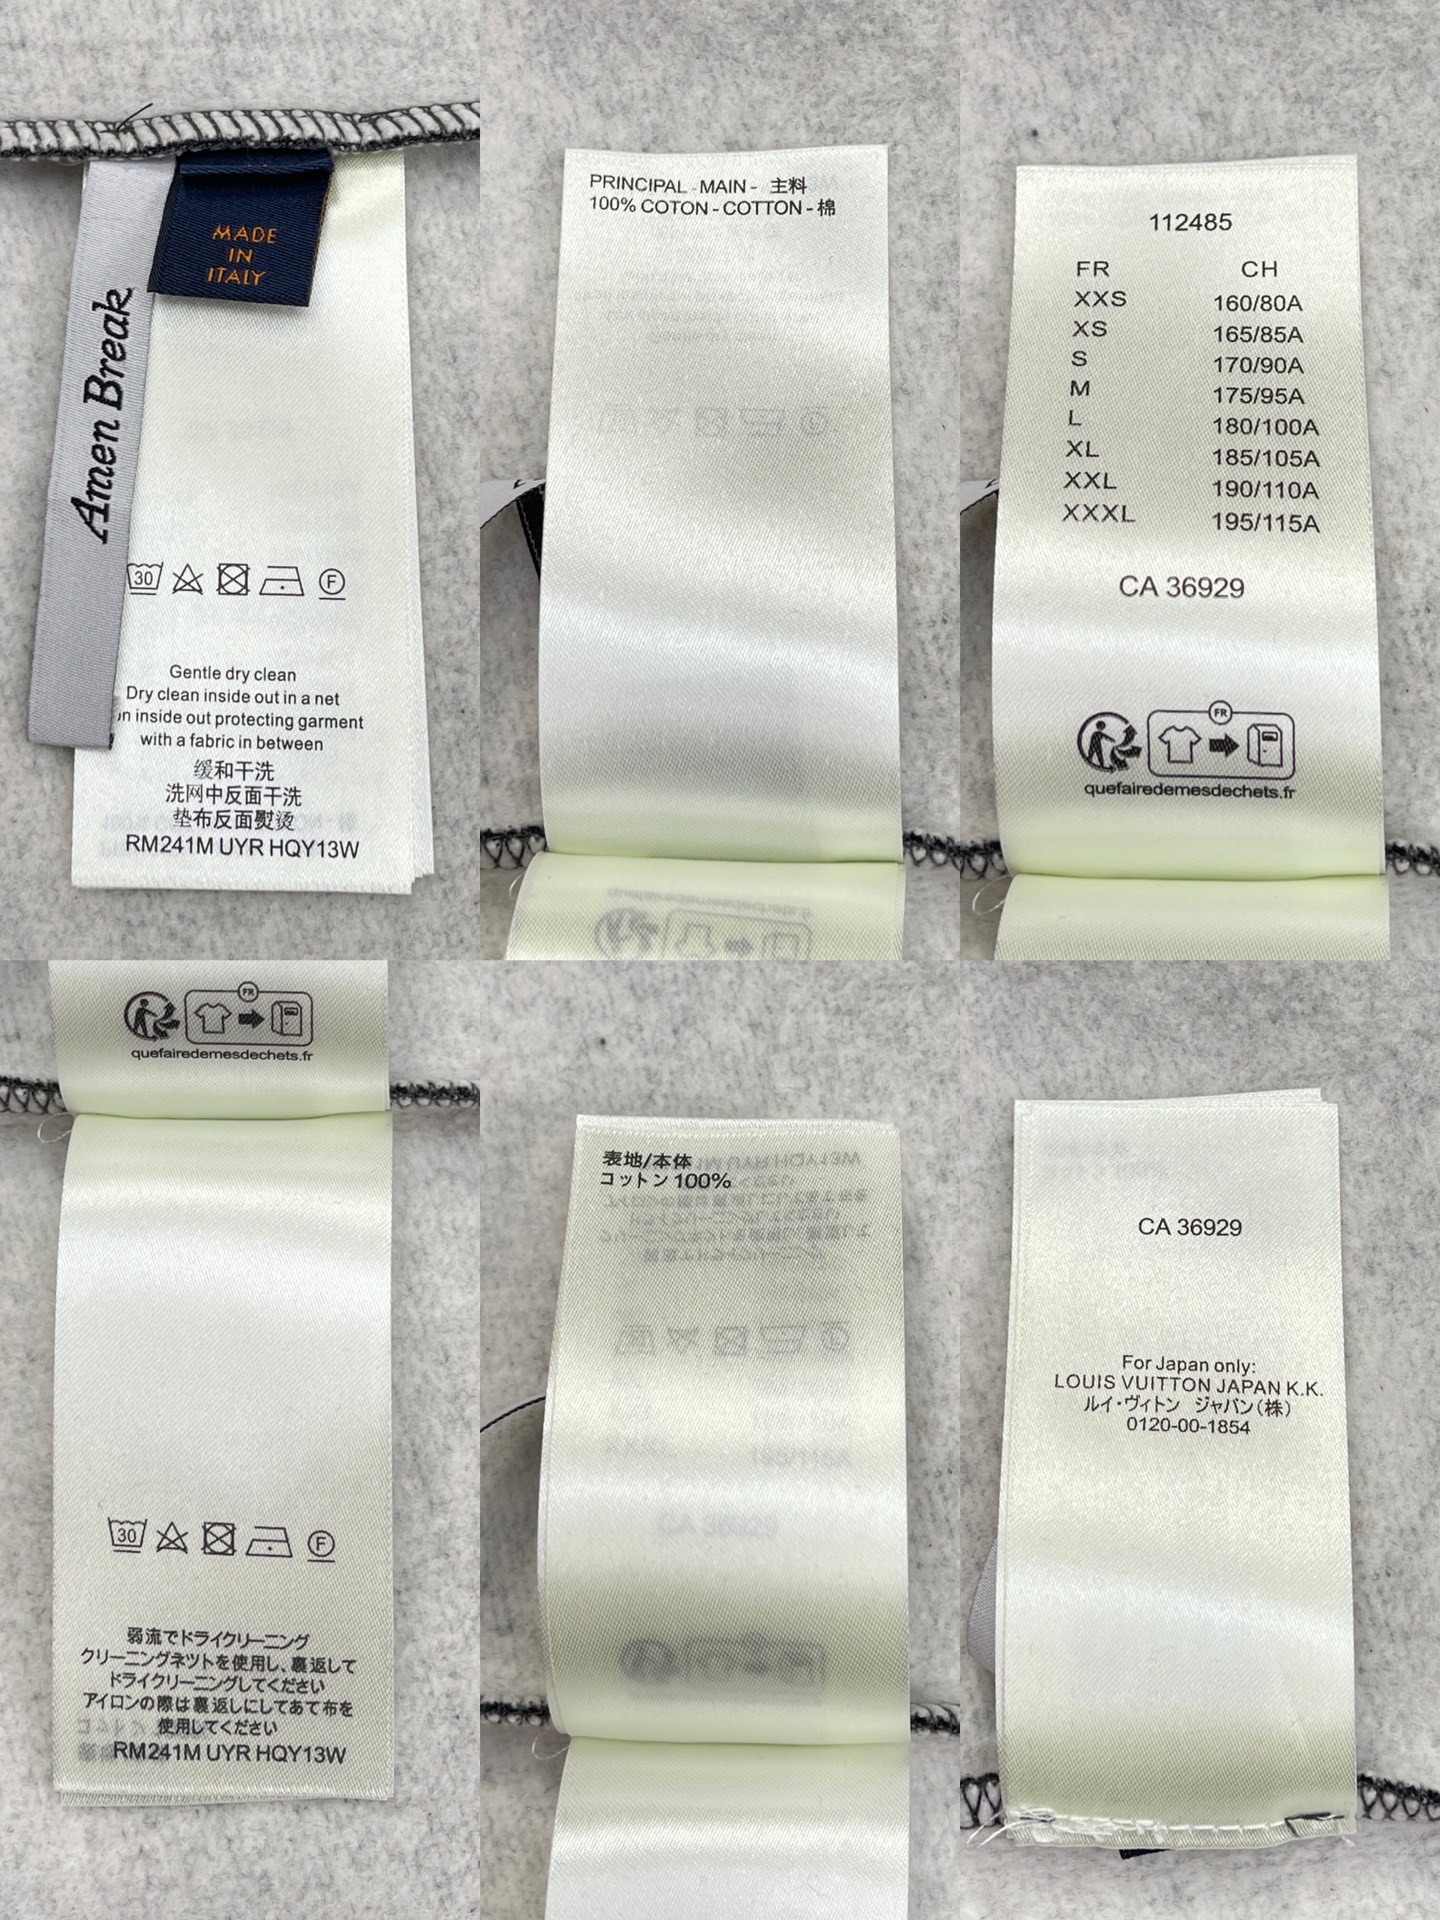 MADE
IN
ITALY
Amen Break
30
F
Gentle dry clean
Dry clean inside out in a net
n inside out protecting garment
with a fabric in between
缓和干洗
洗网中反面干洗
垫布反面熨烫
RM241M UYR HQY13W
PRINCIPAL - MAIN - 主料
100% COTON - COTTON - 棉
112485
FR CH
XXS 160/80A
XS 165/85A
S 170/90A
M 175/95A
L 180/100A
XL 185/105A
XXL 190/110A
XXXL 195/115A
CA 36929
FR
quefairedemesdechets.fr
FR
quefairedemesdechets.fr
30
F
弱流でドライクリーニング
クリーニングネツトを使用し、裏返して
ドライクリーニングしてください
アイロンの際は裏返しにしてあて布を
使用してください
RM241M UYR HQY13W
表地/本体
コットン 100%
CA 36929
For Japan only:
LOUIS VUITTON JAPAN K.K.
ルイ・ヴィトン ジャパン(株)
0120-00-1854